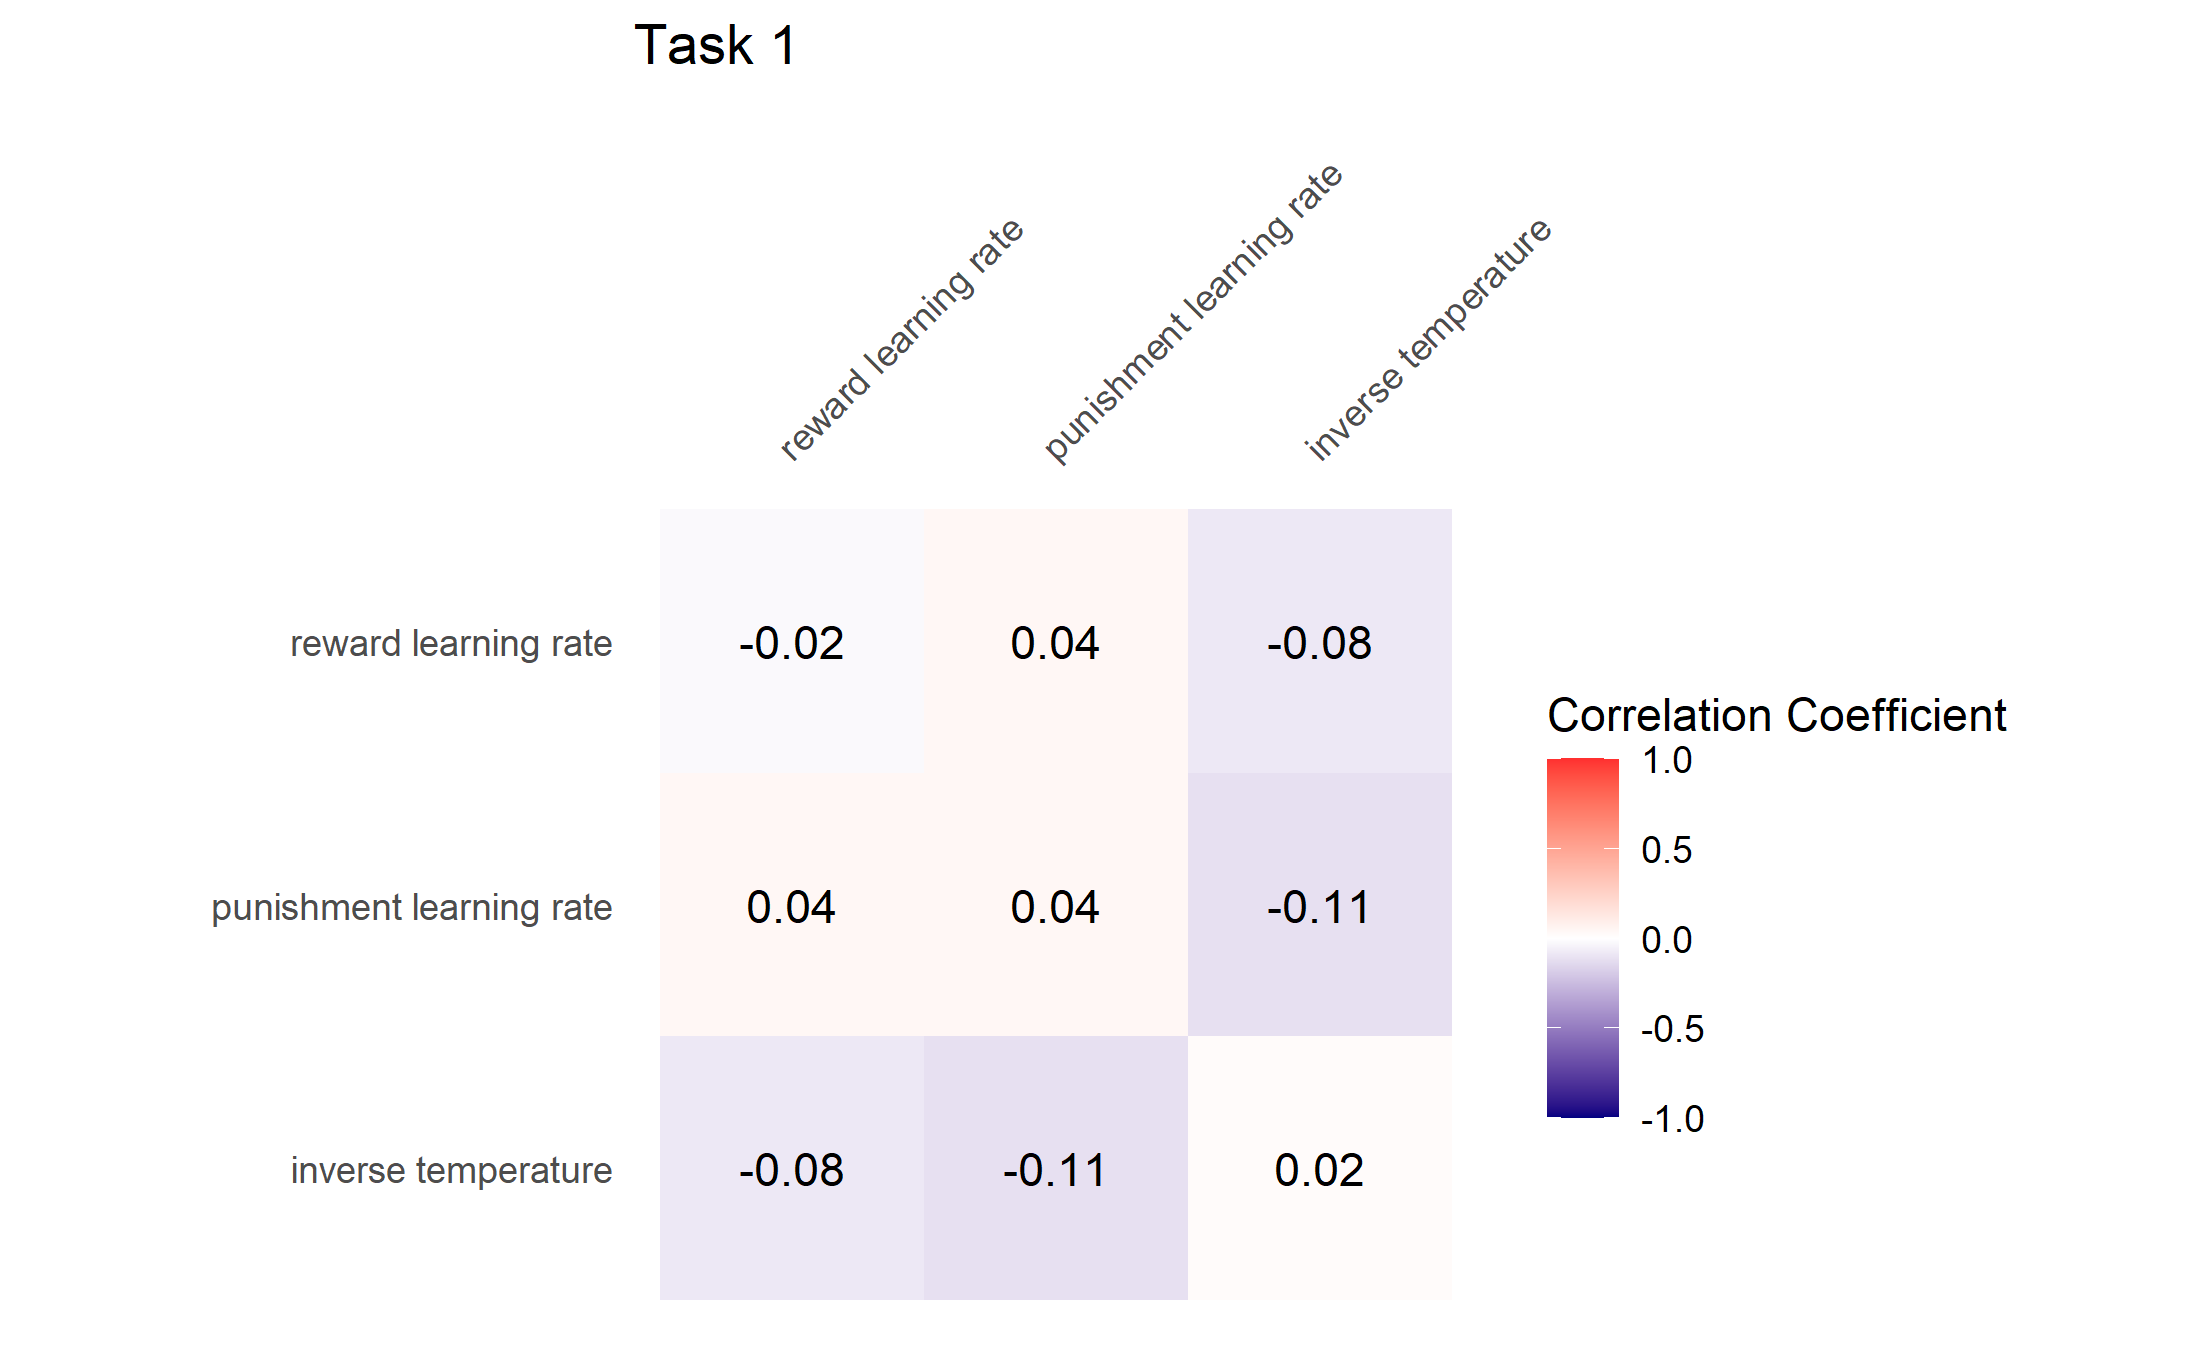 Task 1
reward learning rate
punishment learning rate
inverse temperature
reward learning rate
-0.02
0.04
-0.08
punishment learning rate
0.04
0.04
-0.11
inverse temperature
-0.08
-0.11
0.02
Correlation Coefficient
1.0
0.5
0.0
-0.5
-1.0